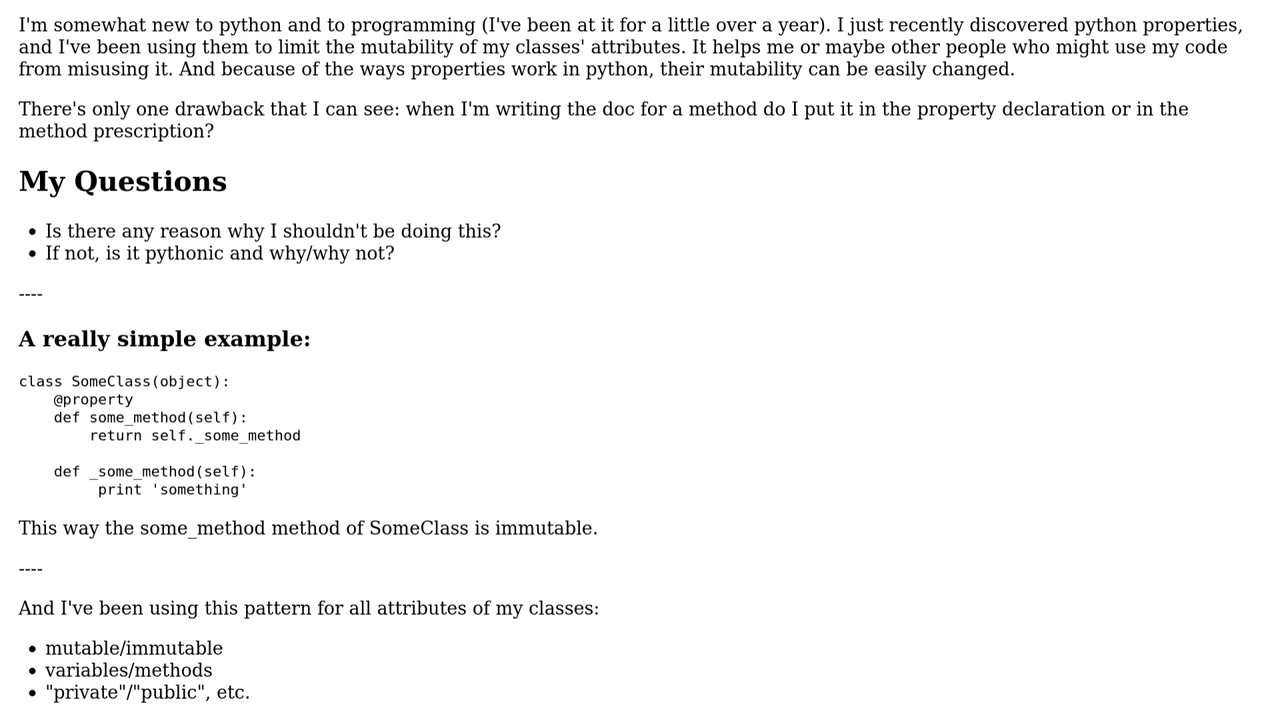 I'm somewhat new to python and to programming (I've been at it for a little over a year). I just recently discovered python properties,
and I've been using them to limit the mutability of my classes' attributes. It helps me or maybe other people who might use my code
from misusing it. And because of the ways properties work in python, their mutability can be easily changed.
There's only one drawback that I can see: when I'm writing the doc for a method do I put it in the property declaration or in the
method prescription?
My Questions
• Is there any reason why I shouldn't be doing this?
• If not, is it pythonic and why/why not?
----
A really simple example:
class SomeClass(object):
    @property
    def some_method(self):
        return self._some_method
    def _some_method(self):
         print 'something'
This way the some_method method of SomeClass is immutable.
----
And I've been using this pattern for all attributes of my classes:
• mutable/immutable
• variables/methods
• "private"/"public", etc.